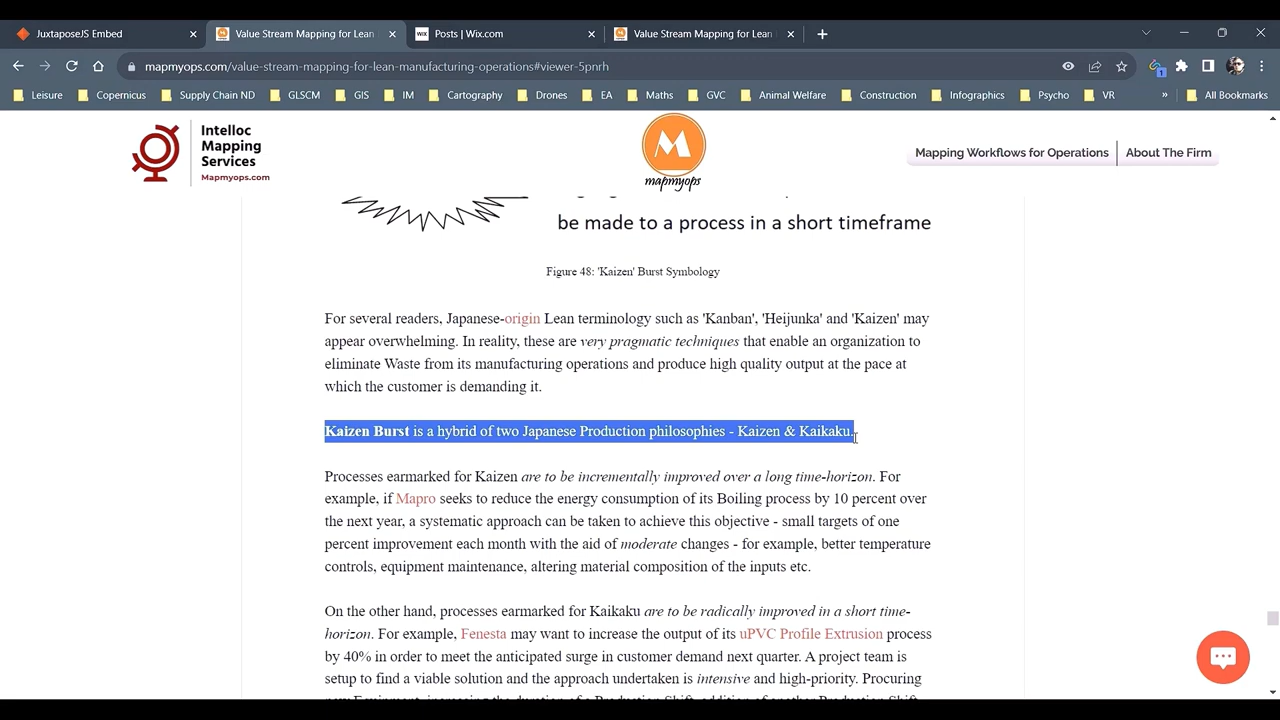 JuxtaposeJS Embed
Value Stream Mapping for Lean
Posts | Wix.com
Value Stream Mapping for Lean
mapmyops.com/value-stream-mapping-for-lean-manufacturing-operations#viewer-5pnrh
Leisure Copernicus Supply Chain ND GLSCM GIS IM Cartography Drones EA Maths GVC Animal Welfare Construction Infographics Psycho VR » All Bookmarks
Intelloc
Mapping
Services
Mapmyops.com
M
mapmyops
Mapping Workflows for Operations
About The Firm
be made to a process in a short timeframe
Figure 48: 'Kaizen' Burst Symbology
For several readers, Japanese-origin Lean terminology such as 'Kanban', 'Heijunka' and 'Kaizen' may
appear overwhelming. In reality, these are very pragmatic techniques that enable an organization to
eliminate Waste from its manufacturing operations and produce high quality output at the pace at
which the customer is demanding it.
Kaizen Burst is a hybrid of two Japanese Production philosophies - Kaizen & Kaikaku.
Processes earmarked for Kaizen are to be incrementally improved over a long time-horizon. For
example, if Mapro seeks to reduce the energy consumption of its Boiling process by 10 percent over
the next year, a systematic approach can be taken to achieve this objective - small targets of one
percent improvement each month with the aid of moderate changes - for example, better temperature
controls, equipment maintenance, altering material composition of the inputs etc.
On the other hand, processes earmarked for Kaikaku are to be radically improved in a short time-
horizon. For example, Fenesta may want to increase the output of its uPVC Profile Extrusion process
by 40% in order to meet the anticipated surge in customer demand next quarter. A project team is
setup to find a viable solution and the approach undertaken is intensive and high-priority. Procuring
new Equipment, increasing the duration of a Production Shift, addition of another Production Shift